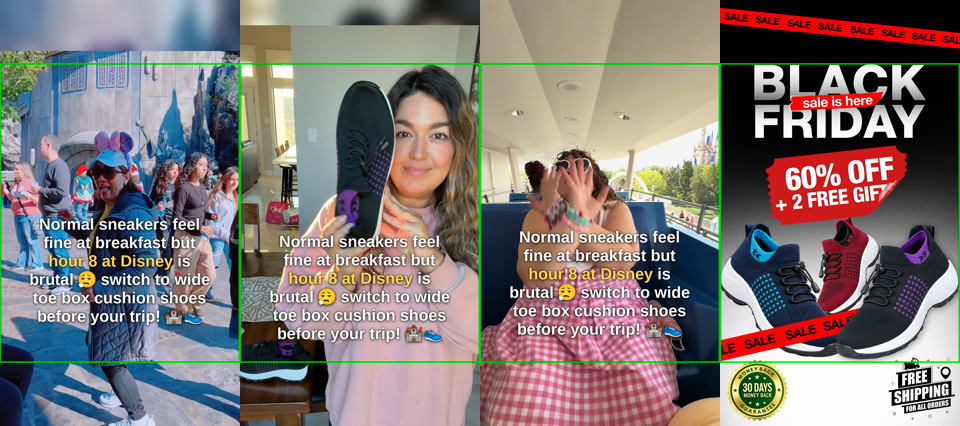 Normal sneakers feel
fine at breakfast but
hour 8 at Disney is
brutal 😮‍💨 switch to wide
toe box cushion shoes
before your trip! 🏰👟
Normal sneakers feel
fine at breakfast but
hour 8 at Disney is
brutal 😮‍💨 switch to wide
toe box cushion shoes
before your trip! 🏰👟
Normal sneakers feel
fine at breakfast but
hour 8 at Disney is
brutal 😮‍💨 switch to wide
toe box cushion shoes
before your trip! 🏰👟
SALE SALE SALE SALE SALE SALE SALE
BLACK
sale is here
FRIDAY
60% OFF
+ 2 FREE
SALE SALE SALE SALE
MONEY BACK
30 DAYS
MONEY BACK
GUARANTEE
FREE
SHIPPING
FOR ALL ORDERS